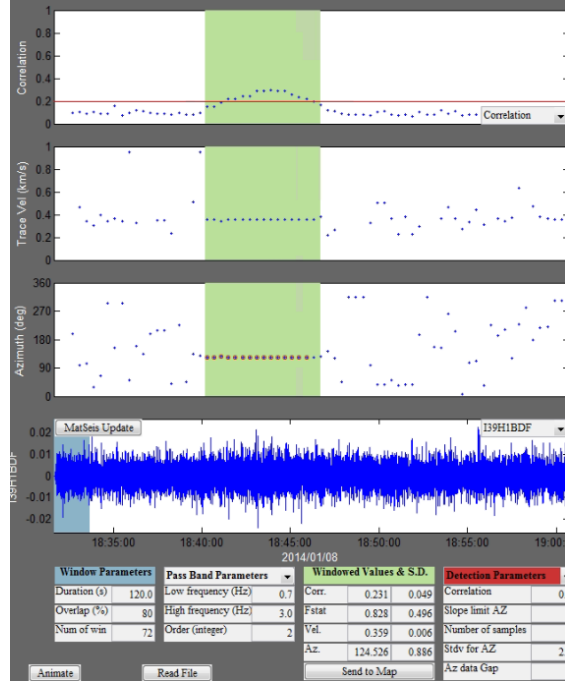 Correlation
1
0.8
0.6
0.4
0.2
0
Correlation
Trace Vel (km/s)
1
0.8
0.6
0.4
0.2
0
Azimuth (deg)
360
270
180
90
0
MatSeis Update
I39H1BDF
I39H1BDF
0.02
0.01
0.00
-0.01
-0.02
18:35:00 18:40:00 18:45:00 18:50:00 18:55:00 19:00:
2014/01/08
Window Parameters Pass Band Parameters Windowed Values & S.D. Detection Parameters
Duration (s) 120.0 Low frequency (Hz) 0.7 Corr. 0.231 0.049 Correlation 0.
Overlap (%) 80 High frequency (Hz) 3.0 Fstat 0.828 0.496 Slope limit AZ
Num of win 72 Order (integer) 2 Vel. 0.359 0.006 Number of samples
Az. 124.526 0.886 Stdv for AZ 2.
Animate Read File Send to Map Az data Gap